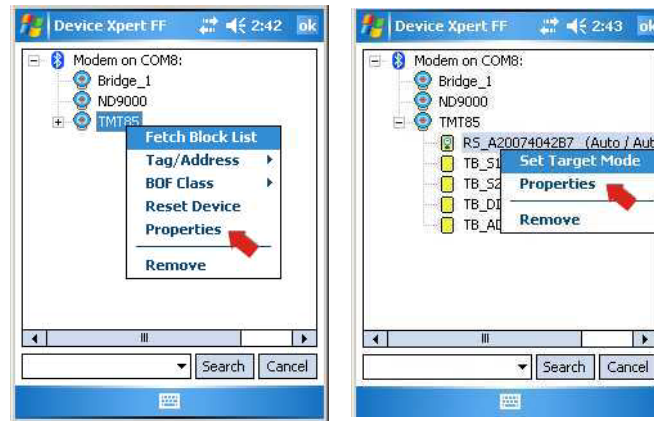 Device Xpert FF 2:42 ok
Modem on COM8:
Bridge_1
ND9000
TMT85
Fetch Block List
Tag/Address
BOF Class
Reset Device
Properties
Remove
Search Cancel
Device Xpert FF 2:43 ok
Modem on COM8:
Bridge_1
ND9000
TMT85
RS_A20074042B7 (Auto / Aut
TB_S1
Set Target Mode
TB_S2
Properties
TB_DI
TB_AD
Remove
Search Cancel